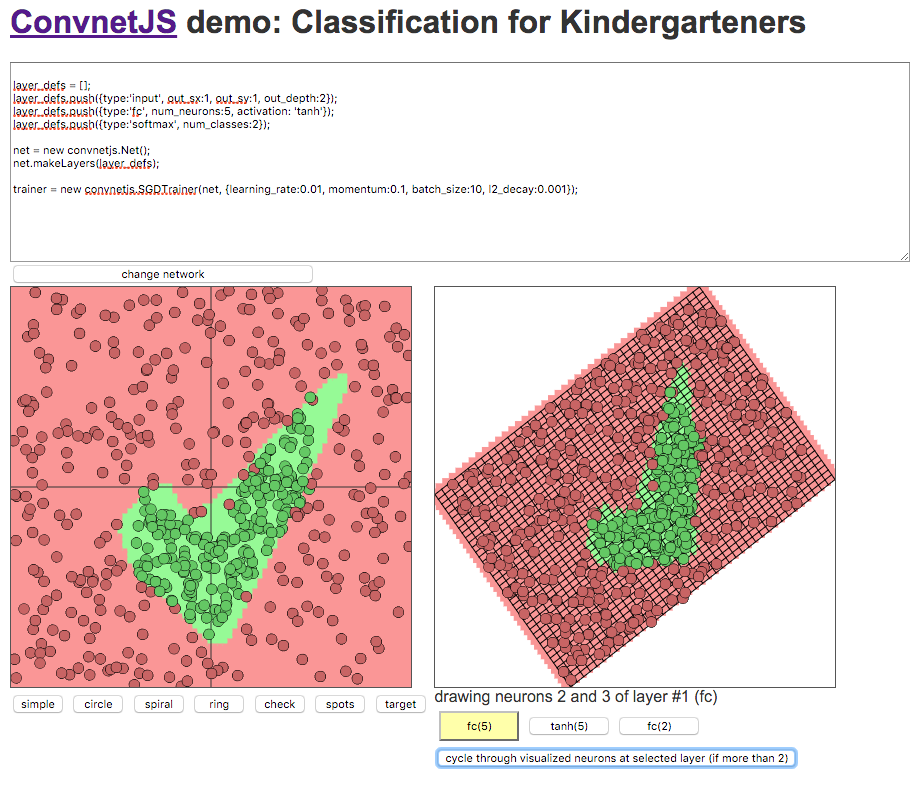 ConvnetJS demo: Classification for Kindergarteners
layer_defs = [];
layer_defs.push({type:'input', out_sx:1, out_sy:1, out_depth:2});
layer_defs.push({type:'fc', num_neurons:5, activation: 'tanh'});
layer_defs.push({type:'softmax', num_classes:2});
net = new convnetjs.Net();
net.makeLayers(layer_defs);
trainer = new convnetjs.SGDTrainer(net, {learning_rate:0.01, momentum:0.1, batch_size:10, l2_decay:0.001});
change network
simple circle spiral ring check spots target
drawing neurons 2 and 3 of layer #1 (fc)
fc(5) tanh(5) fc(2)
cycle through visualized neurons at selected layer (if more than 2)